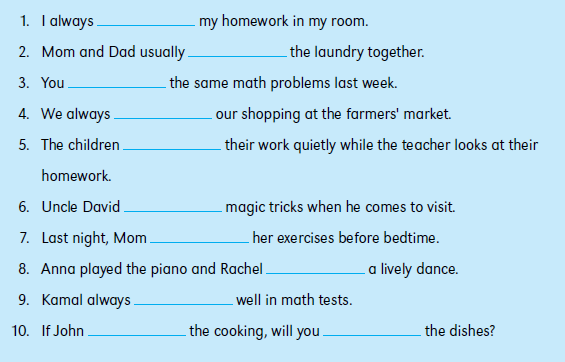 1. I always ____________ my homework in my room.
2. Mom and Dad usually ____________ the laundry together.
3. You ____________ the same math problems last week.
4. We always ____________ our shopping at the farmers' market.
5. The children ____________ their work quietly while the teacher looks at their
homework.
6. Uncle David ____________ magic tricks when he comes to visit.
7. Last night, Mom ____________ her exercises before bedtime.
8. Anna played the piano and Rachel ____________ a lively dance.
9. Kamal always ____________ well in math tests.
10. If John ____________ the cooking, will you ____________ the dishes?